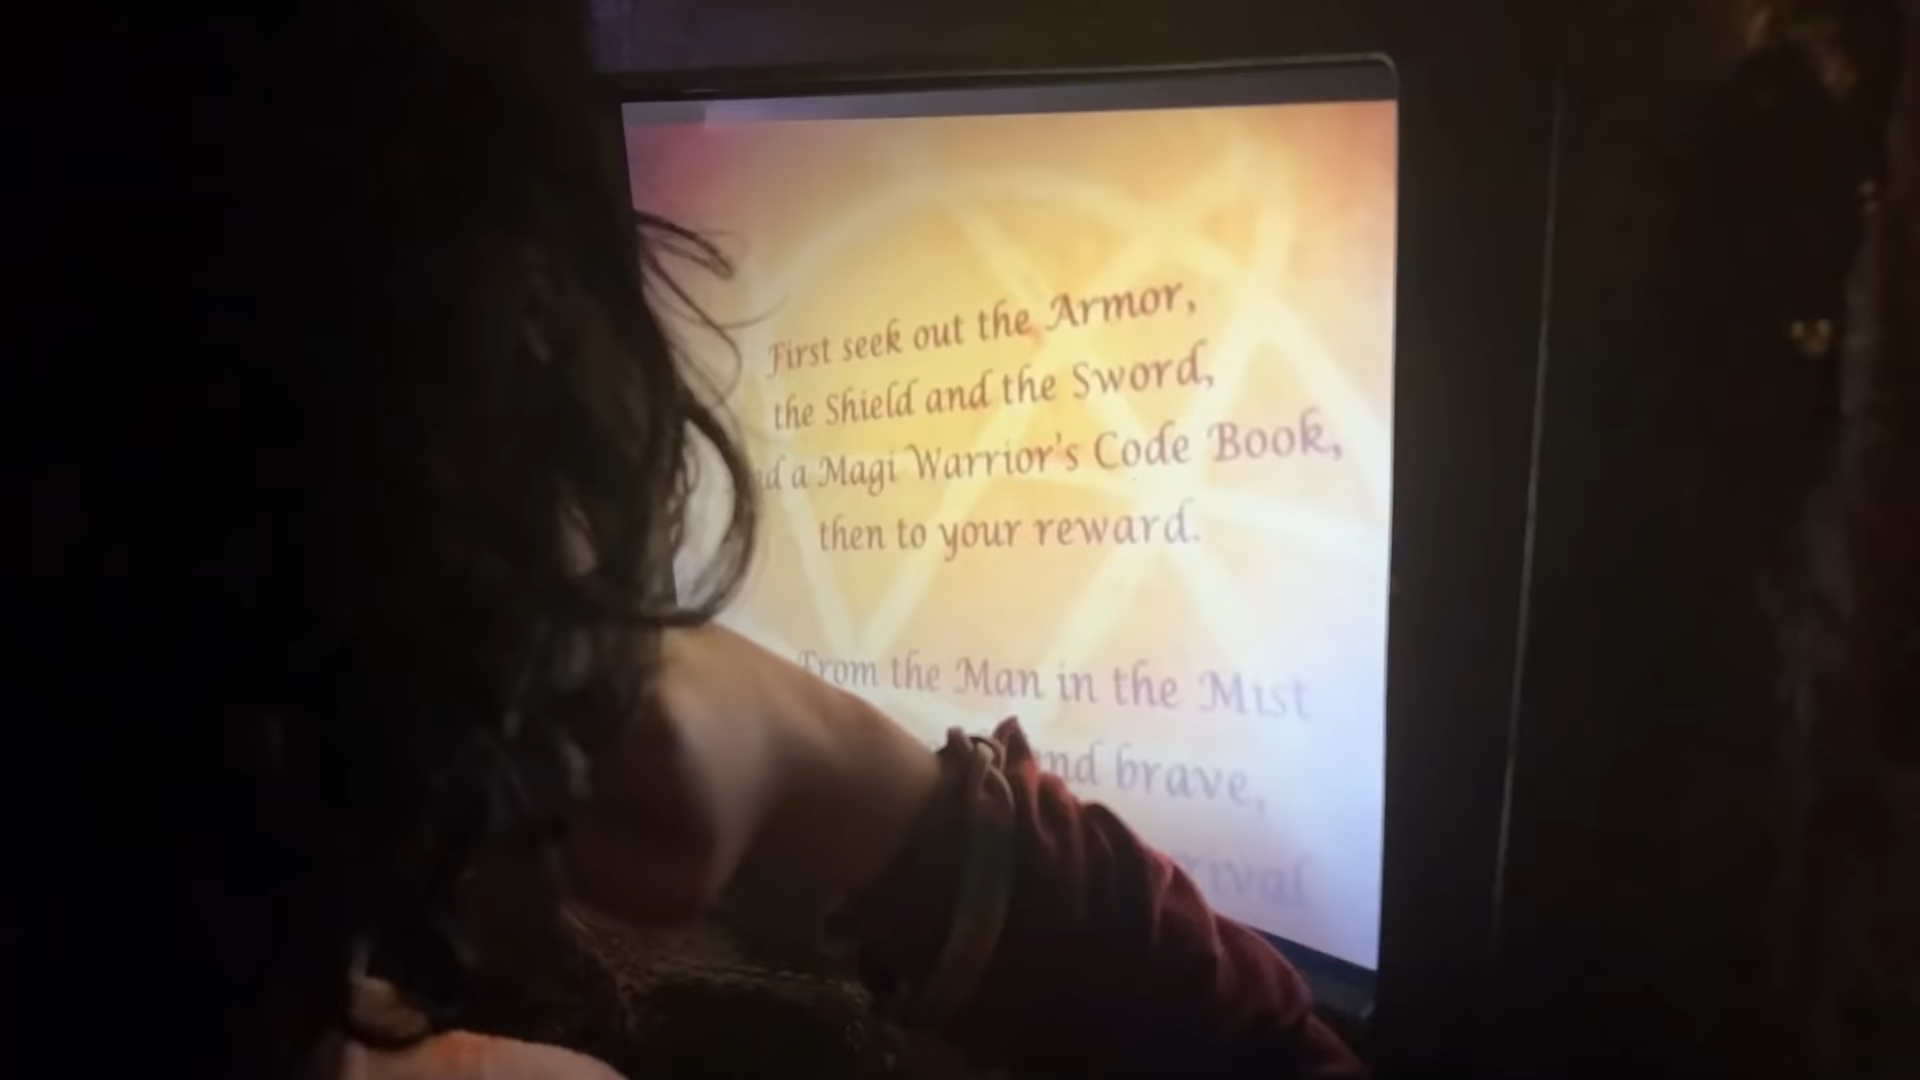 First seek out the Armor,
the Shield and the Sword,
a Magi Warrior's Code Book,
then to your reward.
From the Man in the Mist
brave,